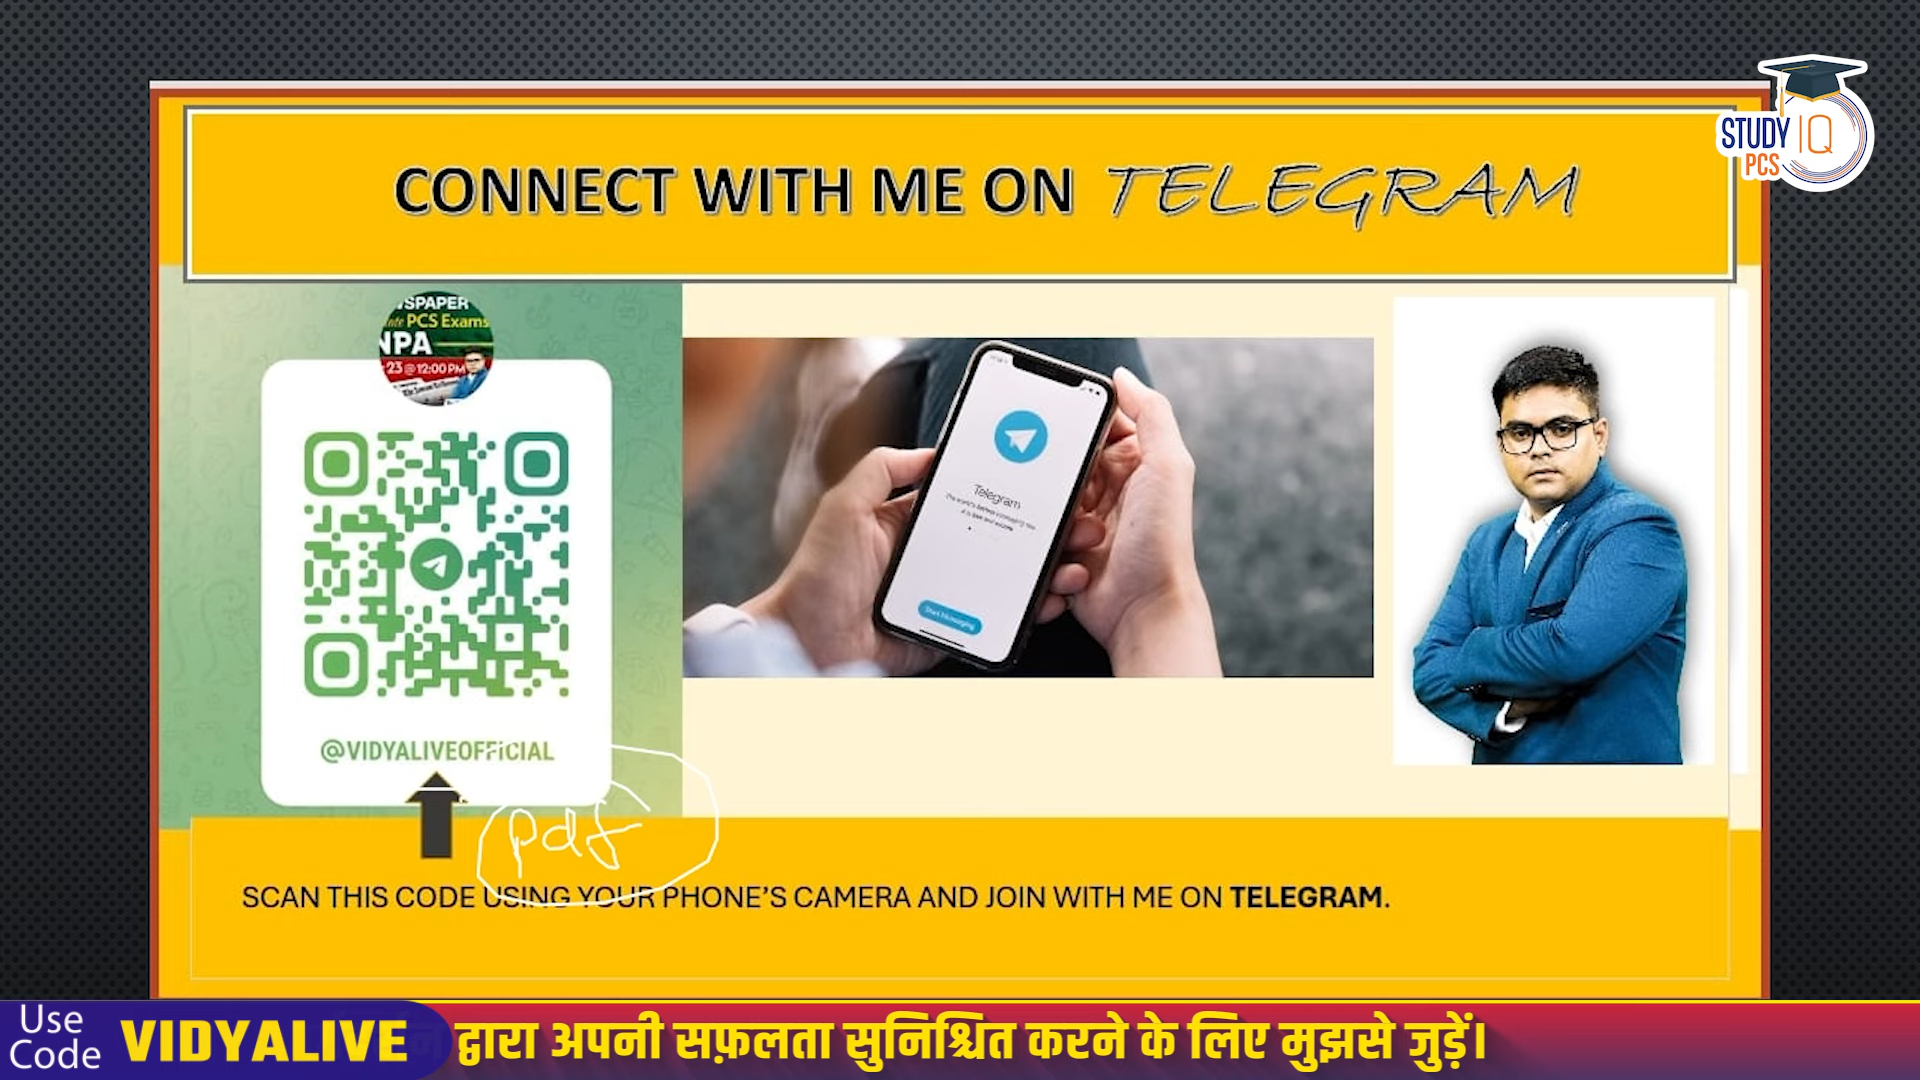 CONNECT WITH ME ON TELEGRAM
STUDY IQ
PCS
PCS Exams
NPA
23 @ 12:00 PM
Telegram
Start Messaging
@VIDYALIVEOFFICIAL
pdf
SCAN THIS CODE USING YOUR PHONE'S CAMERA AND JOIN WITH ME ON TELEGRAM.
Use
Code
VIDYALIVE
द्वारा अपनी सफ़लता सुनिश्चित करने के लिए मुझसे जुड़ें।